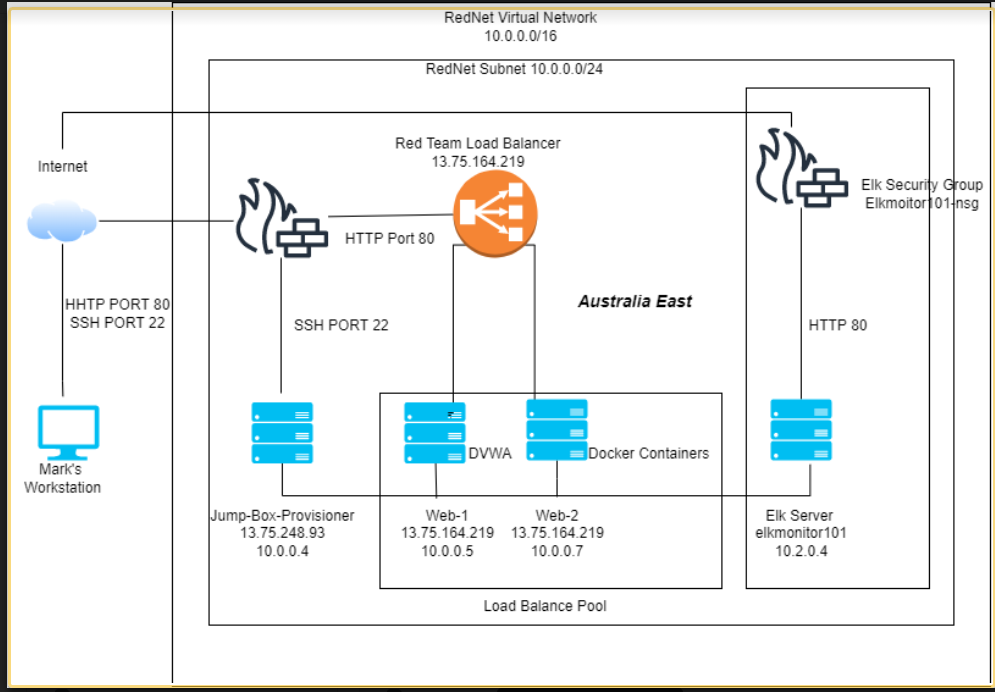 RedNet Virtual Network
10.0.0.0/16
RedNet Subnet 10.0.0.0/24
Red Team Load Balancer
13.75.164.219
Internet
Elk Security Group
Elkmoitor101-nsg
HTTP Port 80
Australia East
HHTP PORT 80
SSH PORT 22
SSH PORT 22
HTTP 80
DVWA
Docker Containers
Mark's
Workstation
Jump-Box-Provisioner
13.75.248.93
10.0.0.4
Web-1
13.75.164.219
10.0.0.5
Web-2
13.75.164.219
10.0.0.7
Elk Server
elkmonitor101
10.2.0.4
Load Balance Pool